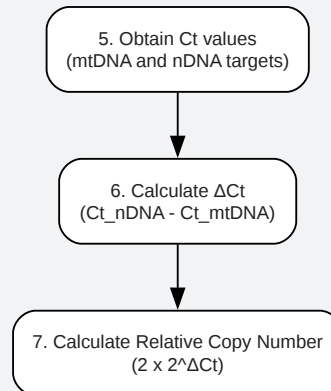 5. Obtain Ct values
(mtDNA and nDNA targets)
6. Calculate ΔCt
(Ct_nDNA - Ct_mtDNA)
7. Calculate Relative Copy Number
(2 x 2^ΔCt)